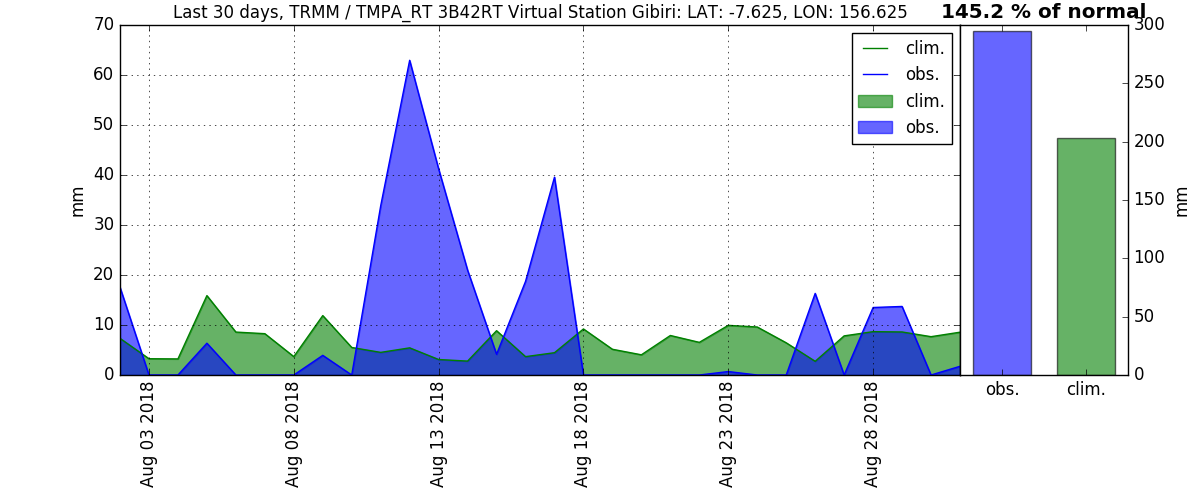 Last 30 days, TRMM / TMPA_RT 3B42RT Virtual Station Gibiri: LAT: -7.625, LON: 156.625
145.2 % of normal
70
60
50
40
30
20
10
0
mm
clim.
obs.
clim.
obs.
Aug 03 2018
Aug 08 2018
Aug 13 2018
Aug 18 2018
Aug 23 2018
Aug 28 2018
300
250
200
150
100
50
0
mm
obs.
clim.